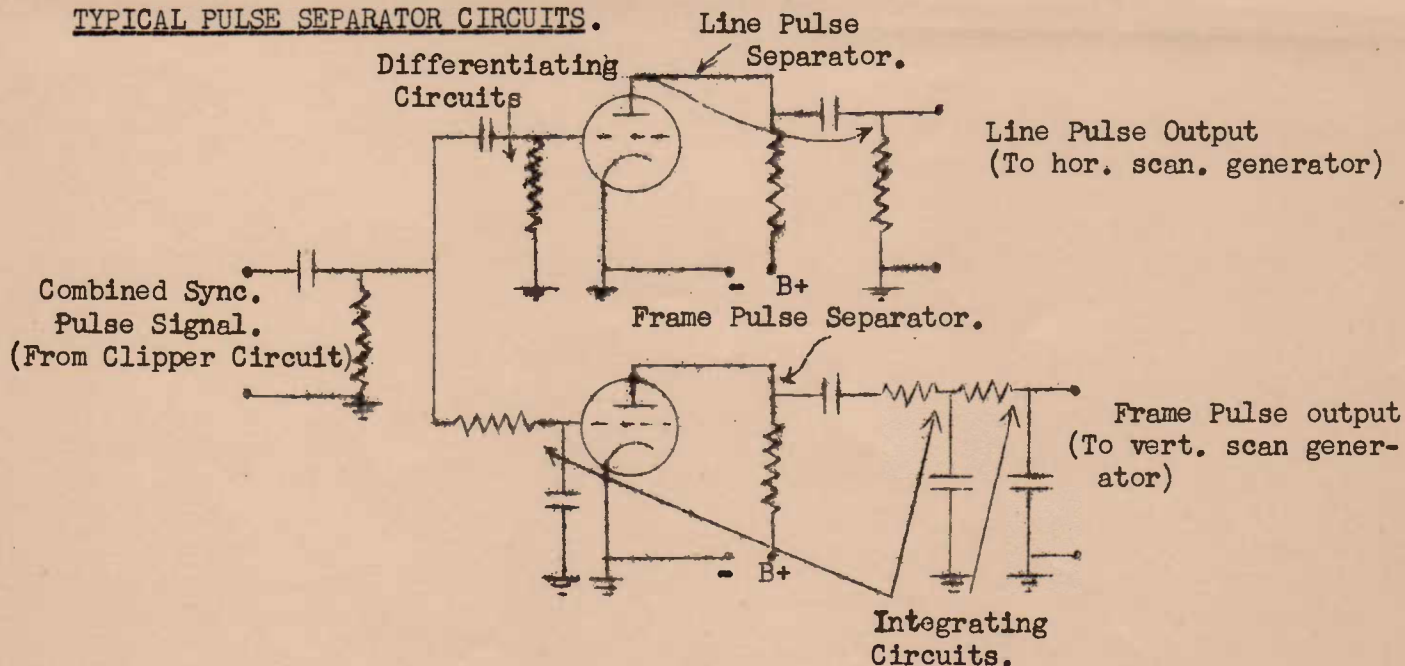 TYPICAL PULSE SEPARATOR CIRCUITS.
Line Pulse
Separator.
Differentiating
Circuits
Line Pulse Output
(To hor. scan. generator)
Combined Sync.
Pulse Signal.
(From Clipper Circuit)
- B+
Frame Pulse Separator.
Frame Pulse output
(To vert. scan gener-
ator)
- B+
Integrating
Circuits.